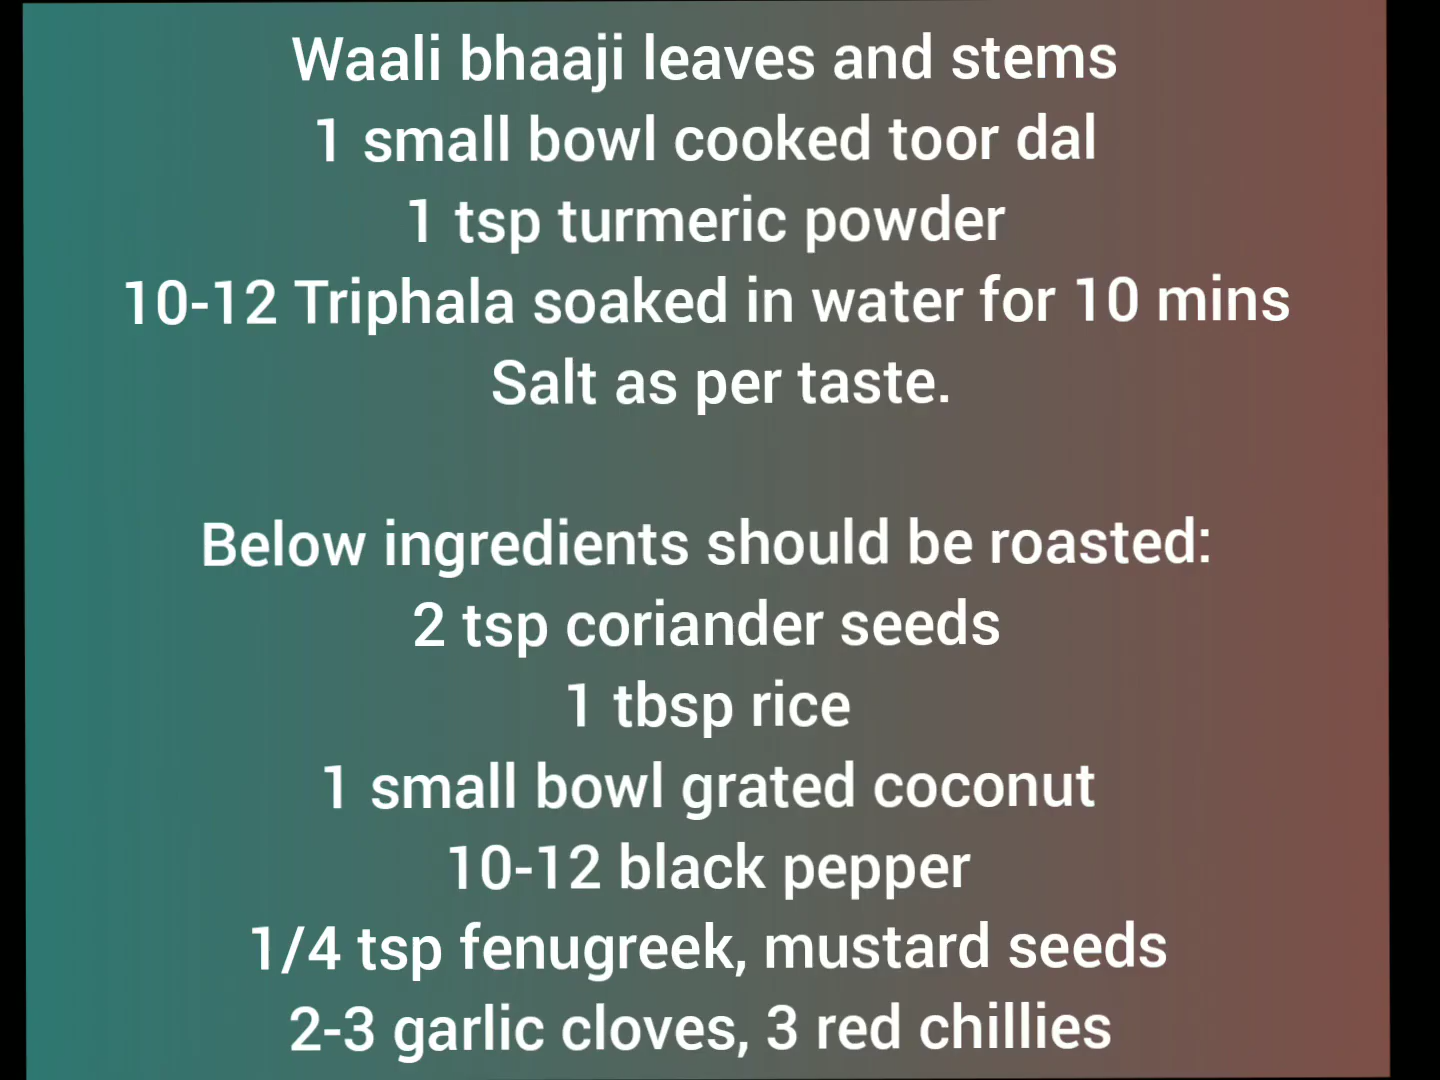 Waali bhaaji leaves and stems
1 small bowl cooked toor dal
1 tsp turmeric powder
10-12 Triphala soaked in water for 10 mins
Salt as per taste.
Below ingredients should be roasted:
2 tsp coriander seeds
1 tbsp rice
1 small bowl grated coconut
10-12 black pepper
1/4 tsp fenugreek, mustard seeds
2-3 garlic cloves, 3 red chillies